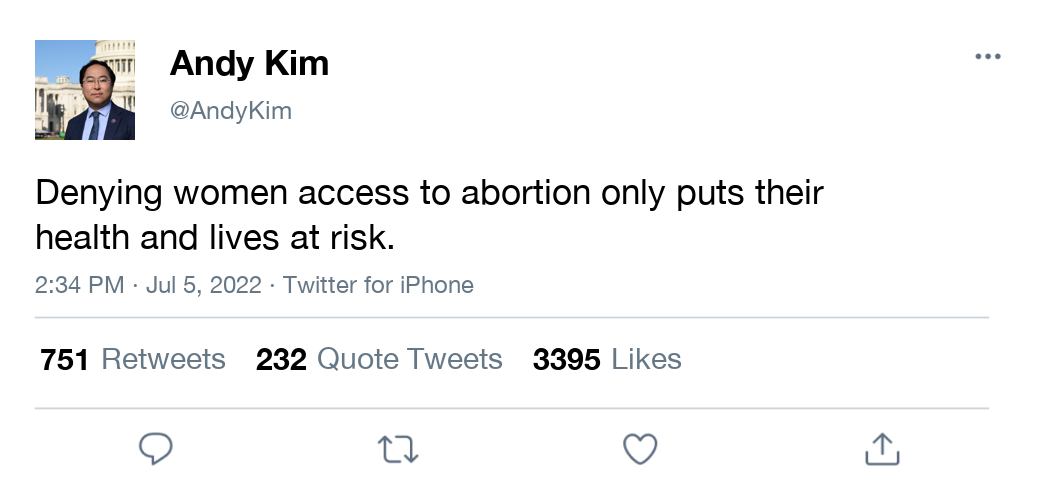 Andy Kim
@AndyKim
Denying women access to abortion only puts their
health and lives at risk.
2:34 PM · Jul 5, 2022 · Twitter for iPhone
751 Retweets 232 Quote Tweets 3395 Likes